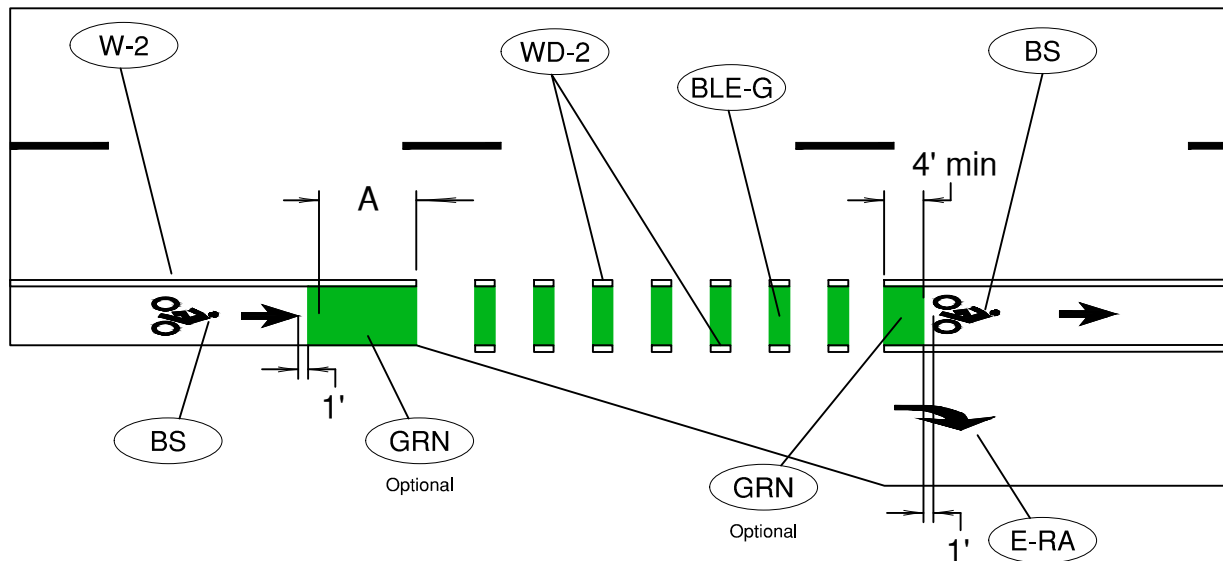 W-2
WD-2
BS
BLE-G
4' min
A
1'
BS
GRN
Optional
GRN
Optional
1'
E-RA